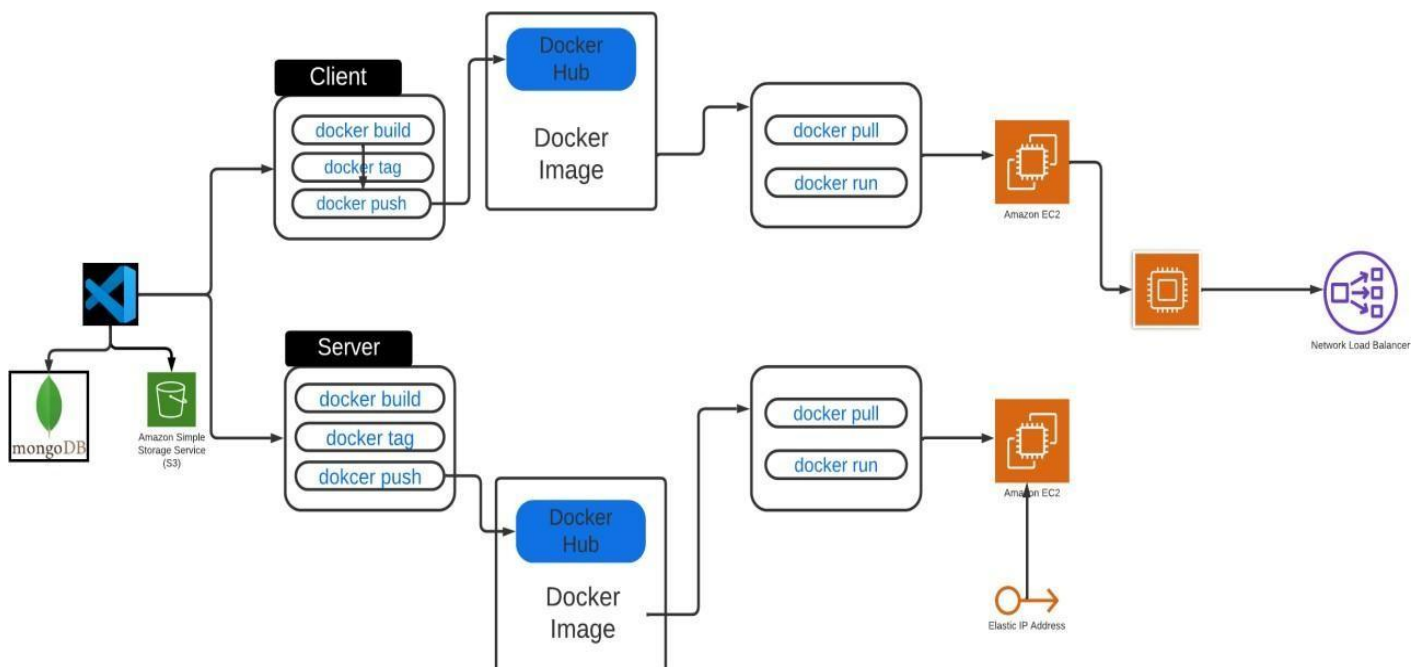 Client
docker build
docker tag
docker push
Docker
Hub
Docker
Image
docker pull
docker run
Amazon EC2
Network Load Balancer
mongoDB
Amazon Simple
Storage Service
(S3)
Server
docker build
docker tag
dokcer push
Docker
Hub
Docker
Image
docker pull
docker run
Amazon EC2
Elastic IP Address